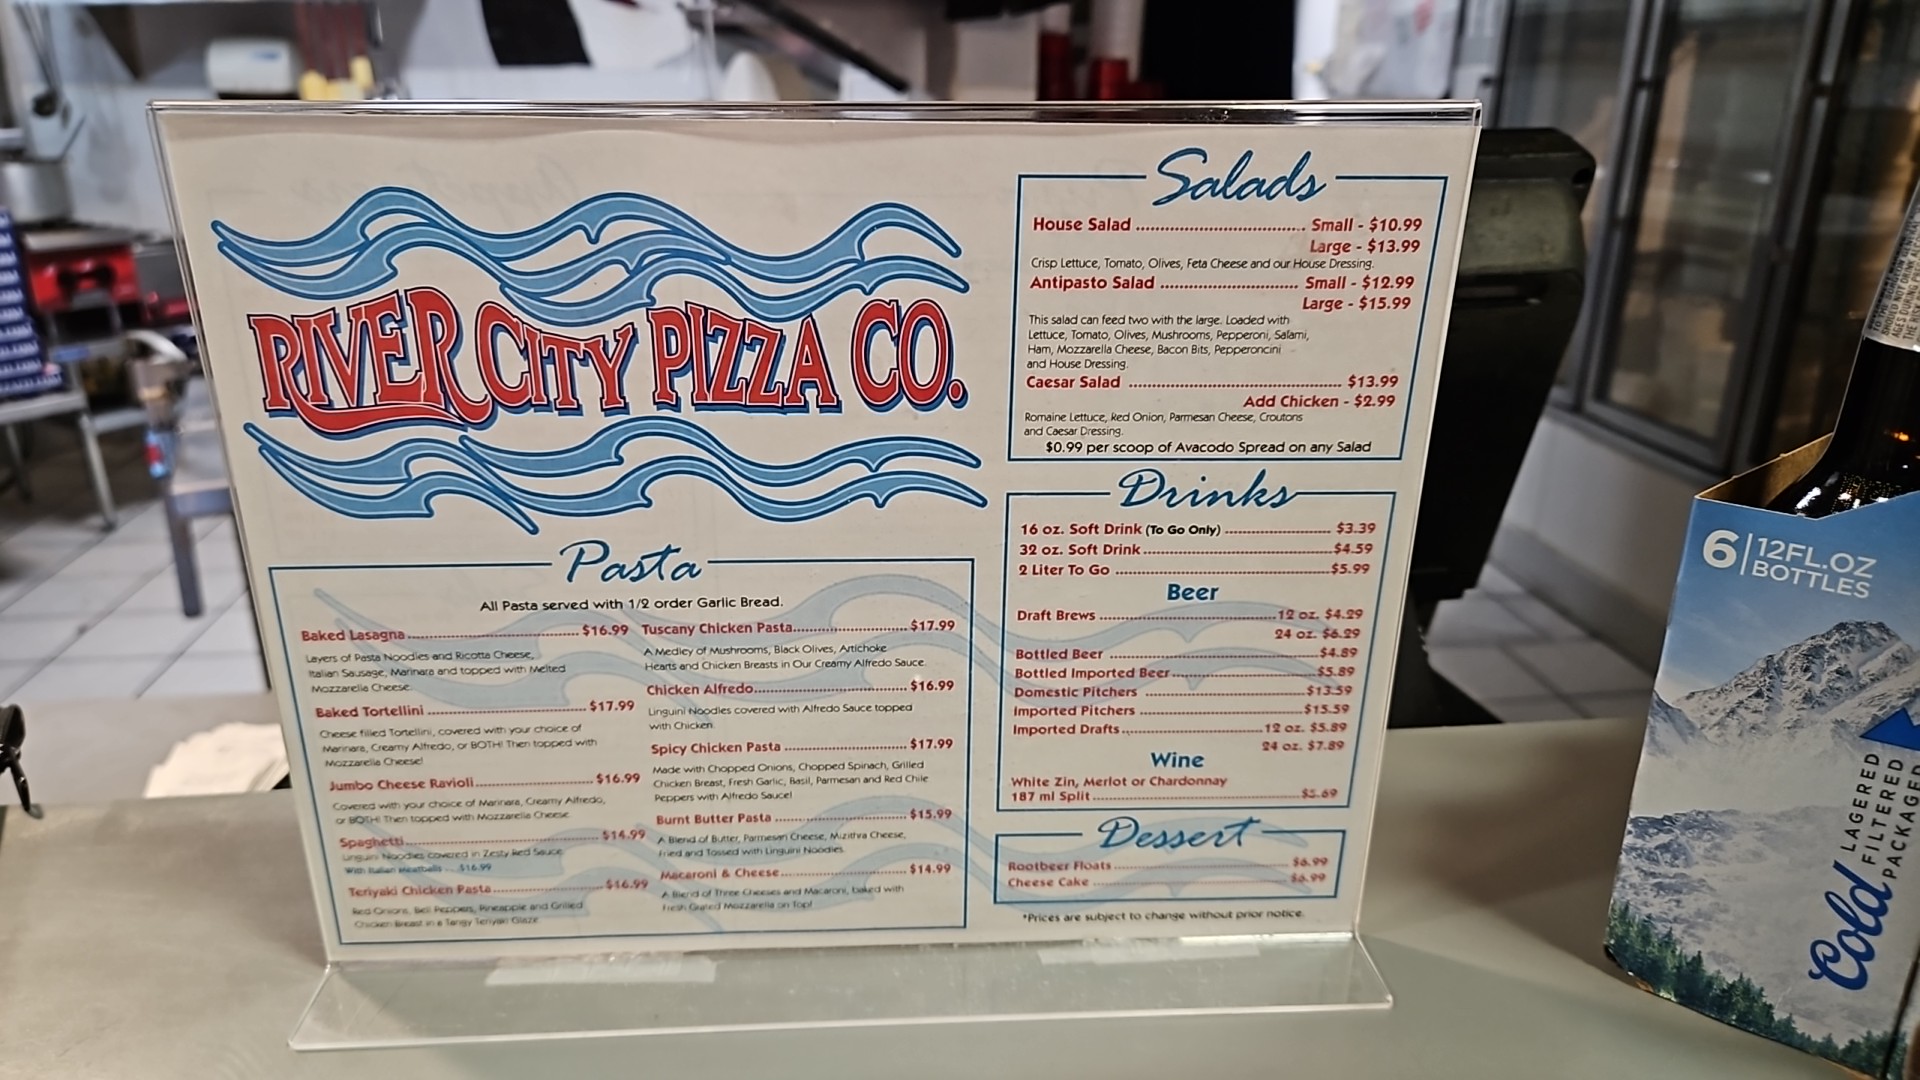 RIVER CITY PIZZA CO.
Pasta
All Pasta served with 1/2 order Garlic Bread.
Baked Lasagna ........ $16.99
Layers of Pasta Noodles and Ricotta Cheese,
Italian Sausage, Marinara and topped with Melted
Mozzarella Cheese.
Baked Tortellini ........ $17.99
Cheese filled Tortellini, covered with your choice of
Marinara, Creamy Alfredo, or BOTH! Then topped with
Mozzarella Cheese!
Jumbo Cheese Ravioli ........ $16.99
Covered with your choice of Marinara, Creamy Alfredo,
or BOTH! Then topped with Mozzarella Cheese.
Spaghetti ........ $14.99
Linguini Noodles covered in Zesty Red Sauce
With Italian Meatballs ....$16.99
Teriyaki Chicken Pasta ........ $16.99
Red Onions, Bell Peppers, Pineapple and Grilled
Chicken Breast in a Tangy Teriyaki Glaze
Tuscany Chicken Pasta ........ $17.99
A Medley of Mushrooms, Black Olives, Artichoke
Hearts and Chicken Breasts in Our Creamy Alfredo Sauce.
Chicken Alfredo ........ $16.99
Linguini Noodles covered with Alfredo Sauce topped
with Chicken.
Spicy Chicken Pasta ........ $17.99
Made with Chopped Onions, Chopped Spinach, Grilled
Chicken Breast, Fresh Garlic, Basil, Parmesan and Red Chile
Peppers with Alfredo Sauce!
Burnt Butter Pasta ........ $15.99
A Blend of Butter, Parmesan Cheese, Mizithra Cheese,
Fried and Tossed with Linguini Noodles.
Macaroni & Cheese ........ $14.99
A Blend of Three Cheeses and Macaroni, baked with
Fresh Grated Mozzarella on Top!
Salads
House Salad ........ Small - $10.99
Large - $13.99
Crisp Lettuce, Tomato, Olives, Feta Cheese and our House Dressing.
Antipasto Salad ........ Small - $12.99
Large - $15.99
This salad can feed two with the large. Loaded with
Lettuce, Tomato, Olives, Mushrooms, Pepperoni, Salami,
Ham, Mozzarella Cheese, Bacon Bits, Pepperoncini
and House Dressing.
Caesar Salad ........ $13.99
Add Chicken - $2.99
Romaine Lettuce, Red Onion, Parmesan Cheese, Croutons
and Caesar Dressing.
$0.99 per scoop of Avacodo Spread on any Salad
Drinks
16 oz. Soft Drink (To Go Only) ........ $3.39
32 oz. Soft Drink ........ $4.59
2 Liter To Go ........ $5.99
Beer
Draft Brews ........ 12 oz. $4.29
24 oz. $6.29
Bottled Beer ........ $4.89
Bottled Imported Beer ........ $5.89
Domestic Pitchers ........ $13.59
Imported Pitchers ........ $15.59
Imported Drafts ........ 12 oz. $5.89
24 oz. $7.89
Wine
White Zin, Merlot or Chardonnay
187 ml Split ........ $5.69
Dessert
Rootbeer Floats ........ $6.99
Cheese Cake ........ $6.99
*Prices are subject to change without prior notice.
6 | 12FL.OZ
BOTTLES
Cold LAGERED
FILTERED
PACKAGED